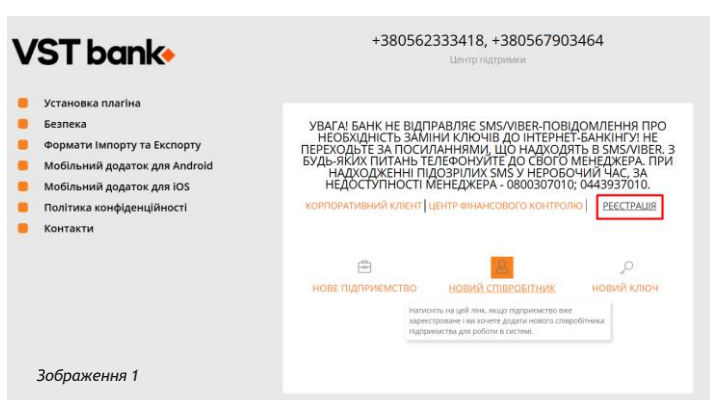 VST bank
+380562333418, +380567903464
Центр підтримки
Установка плагіна
Безпека
Формати Імпорту та Експорту
Мобільний додаток для Android
Мобільний додаток для iOS
Політика конфіденційності
Контакти
УВАГА! БАНК НЕ ВІДПРАВЛЯЄ SMS/VIBER-ПОВІДОМЛЕННЯ ПРО
НЕОБХІДНІСТЬ ЗАМІНИ КЛЮЧІВ ДО ІНТЕРНЕТ-БАНКІНГУ! НЕ
ПЕРЕХОДЬТЕ ЗА ПОСИЛАННЯМИ, ЩО НАДХОДЯТЬ В SMS/VIBER. З
БУДЬ-ЯКИХ ПИТАНЬ ТЕЛЕФОНУЙТЕ ДО СВОГО МЕНЕДЖЕРА. ПРИ
НАДХОДЖЕННІ ПІДОЗРІЛИХ SMS У НЕРОБОЧИЙ ЧАС, ЗА
НЕДОСТУПНОСТІ МЕНЕДЖЕРА - 0800307010; 0443937010.
КОРПОРАТИВНИЙ КЛІЄНТ | ЦЕНТР ФІНАНСОВОГО КОНТРОЛЮ | РЕЄСТРАЦІЯ
НОВЕ ПІДПРИЄМСТВО НОВИЙ СПІВРОБІТНИК НОВИЙ КЛЮЧ
Натисніть на цей лінк, якщо підприємство вже
зареєстроване і ви хочете додати нового співробітника
підприємства для роботи в системі.
Зображення 1